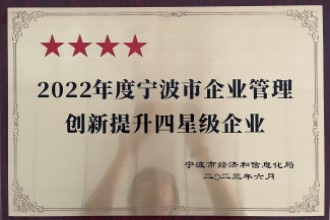 2022年度宁波市企业管理
创新提升四星级企业
宁波市经济和信息化局
二〇二三年六月